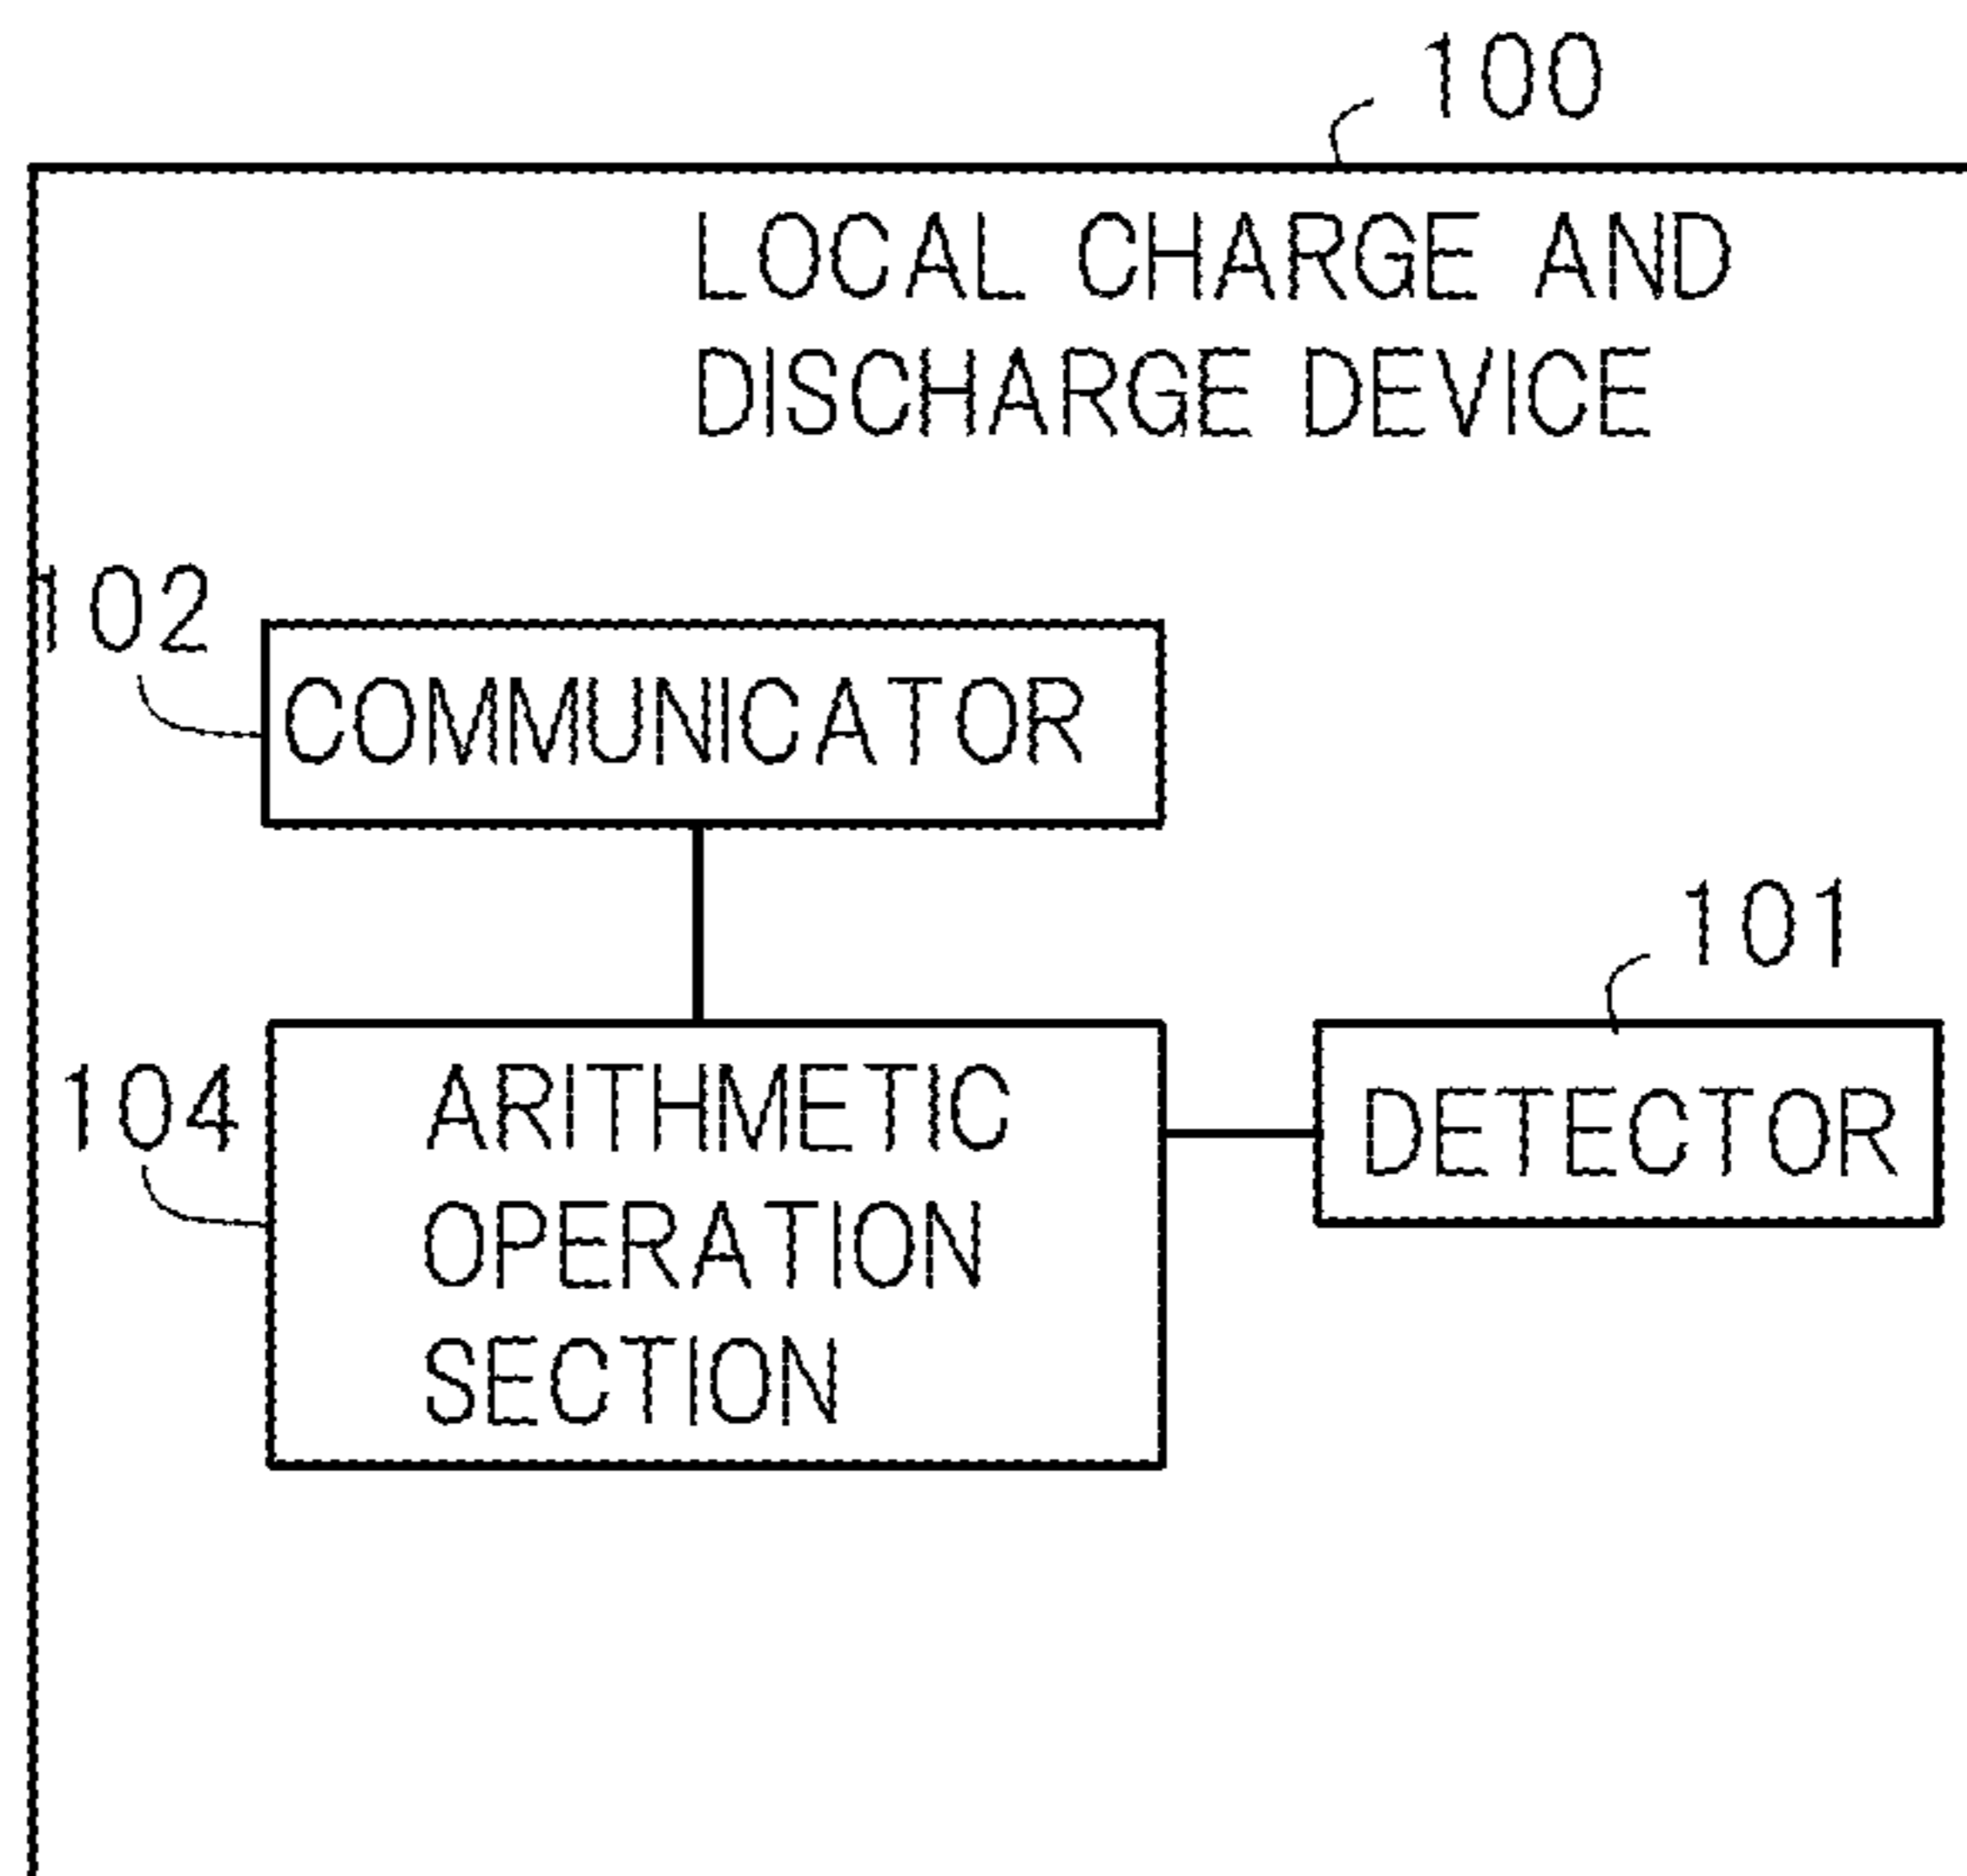 100
LOCAL CHARGE AND
DISCHARGE DEVICE
102
COMMUNICATOR
101
104
ARITHMETIC
OPERATION
SECTION
DETECTOR